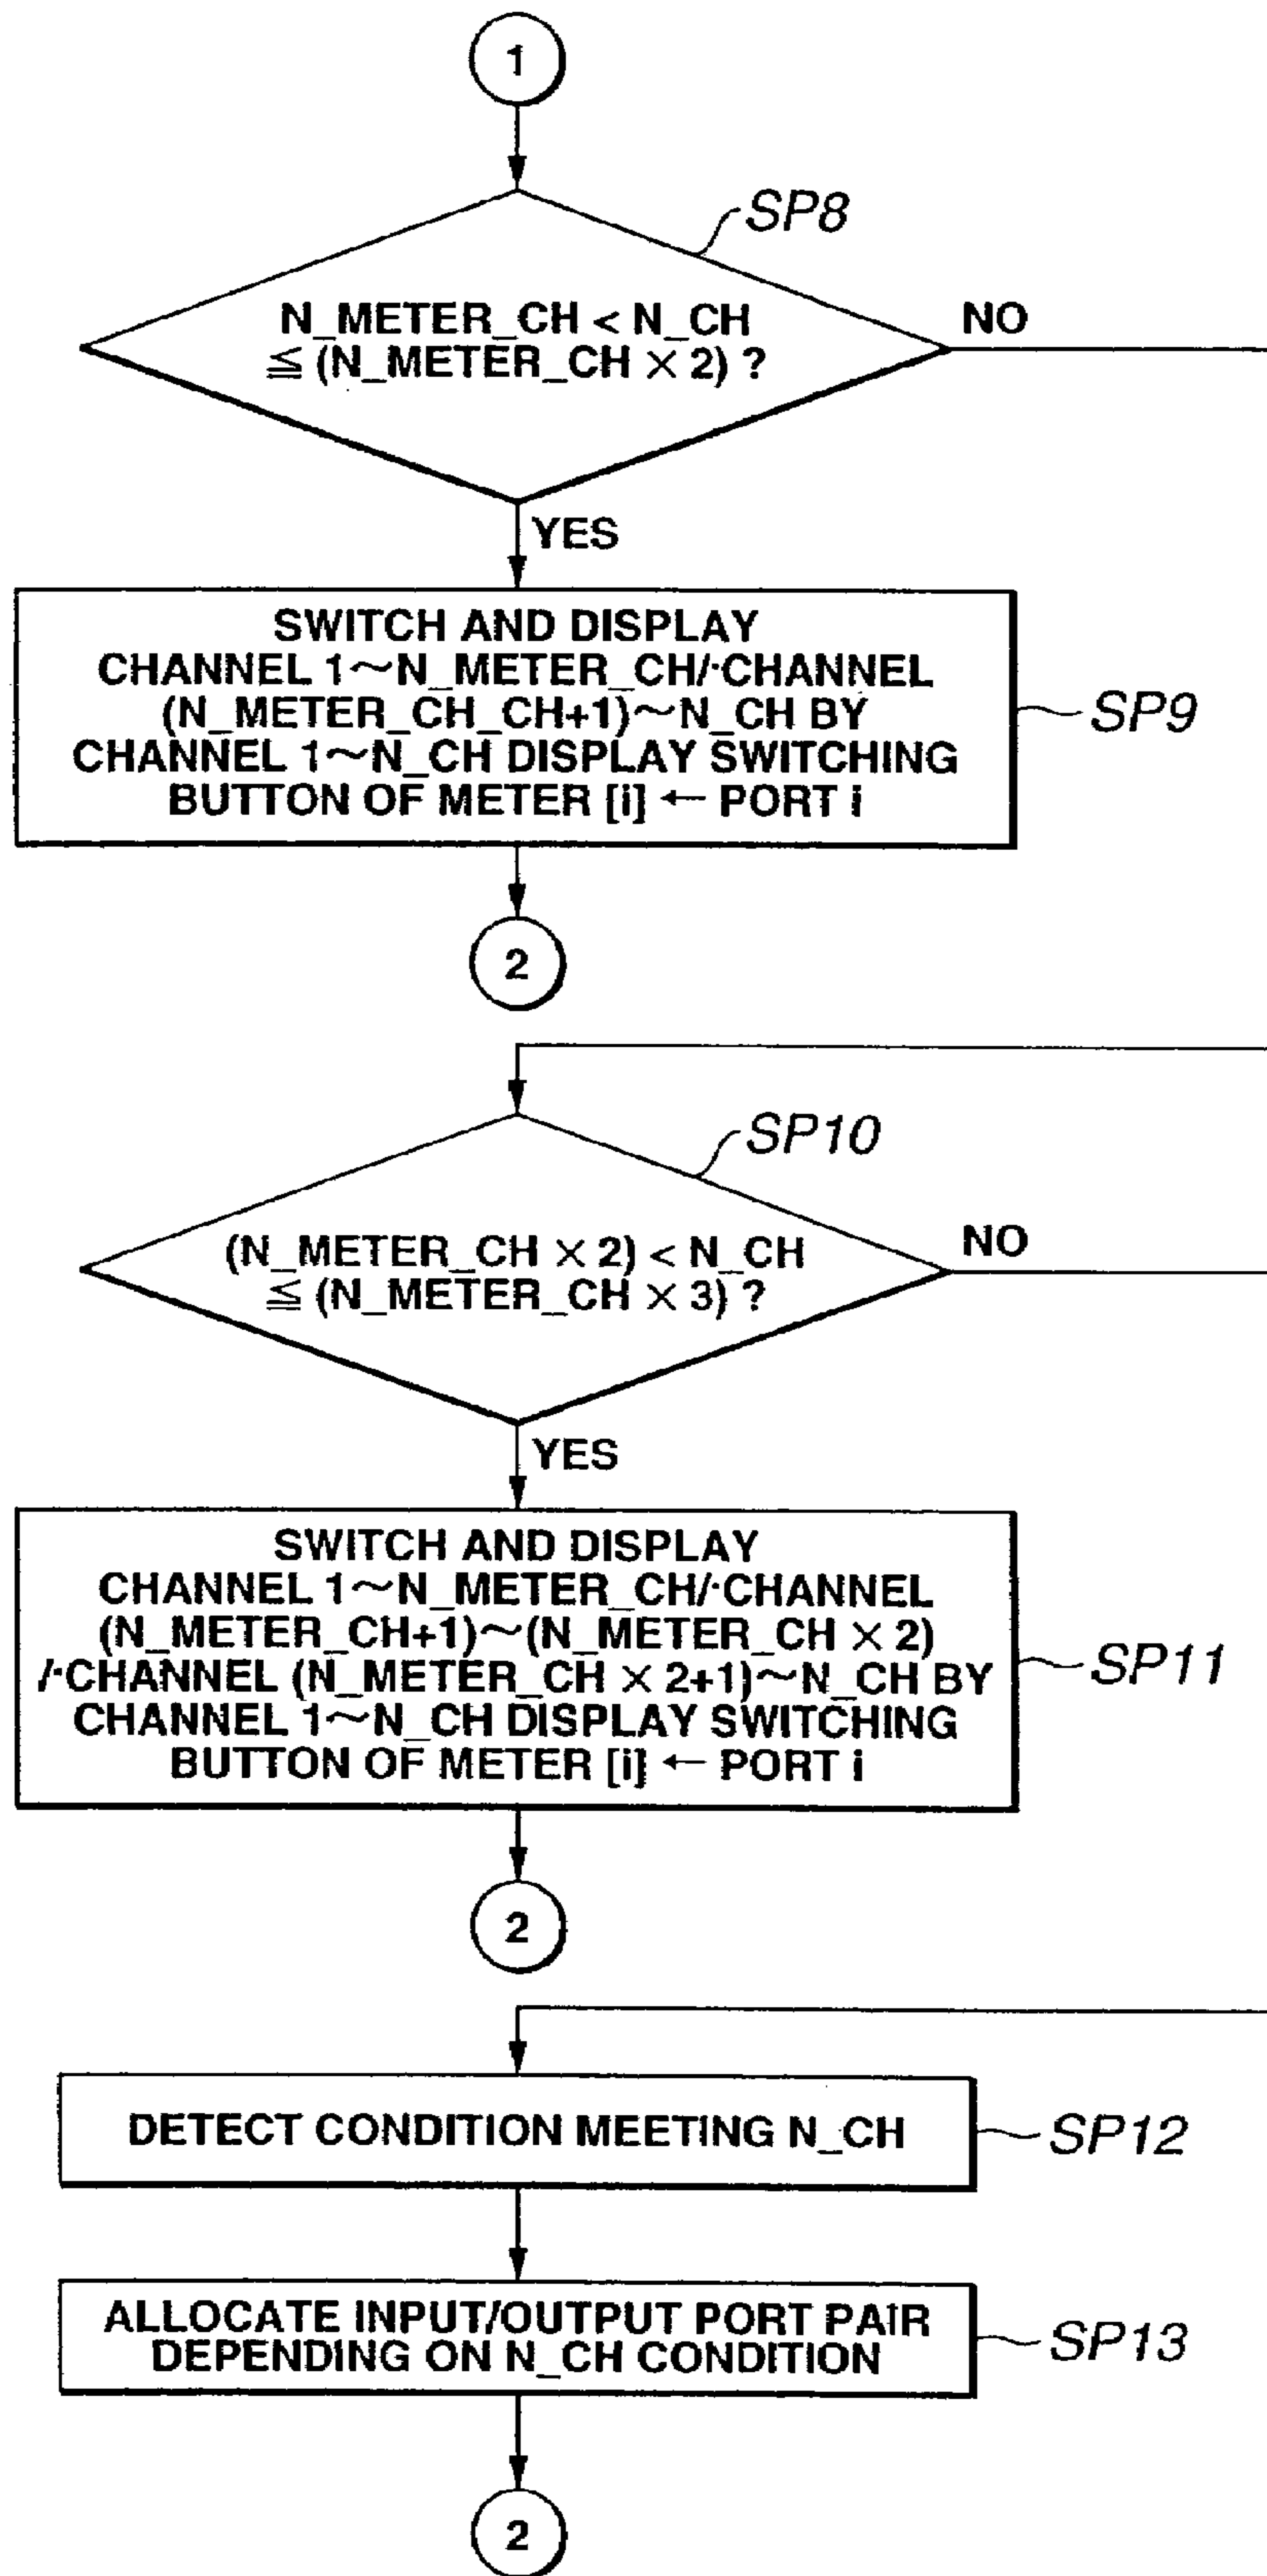 1
SP8
N_METER_CH < N_CH
≦ (N_METER_CH × 2) ?
NO
YES
SWITCH AND DISPLAY
CHANNEL 1～N_METER_CH/·CHANNEL
(N_METER_CH_CH+1)～N_CH BY
CHANNEL 1～N_CH DISPLAY SWITCHING
BUTTON OF METER [i] ← PORT i
SP9
2
SP10
(N_METER_CH × 2) < N_CH
≦ (N_METER_CH × 3) ?
NO
YES
SWITCH AND DISPLAY
CHANNEL 1～N_METER_CH/·CHANNEL
(N_METER_CH+1)～(N_METER_CH × 2)
/·CHANNEL (N_METER_CH × 2+1)～N_CH BY
CHANNEL 1～N_CH DISPLAY SWITCHING
BUTTON OF METER [i] ← PORT i
SP11
2
DETECT CONDITION MEETING N_CH
SP12
ALLOCATE INPUT/OUTPUT PORT PAIR
DEPENDING ON N_CH CONDITION
SP13
2